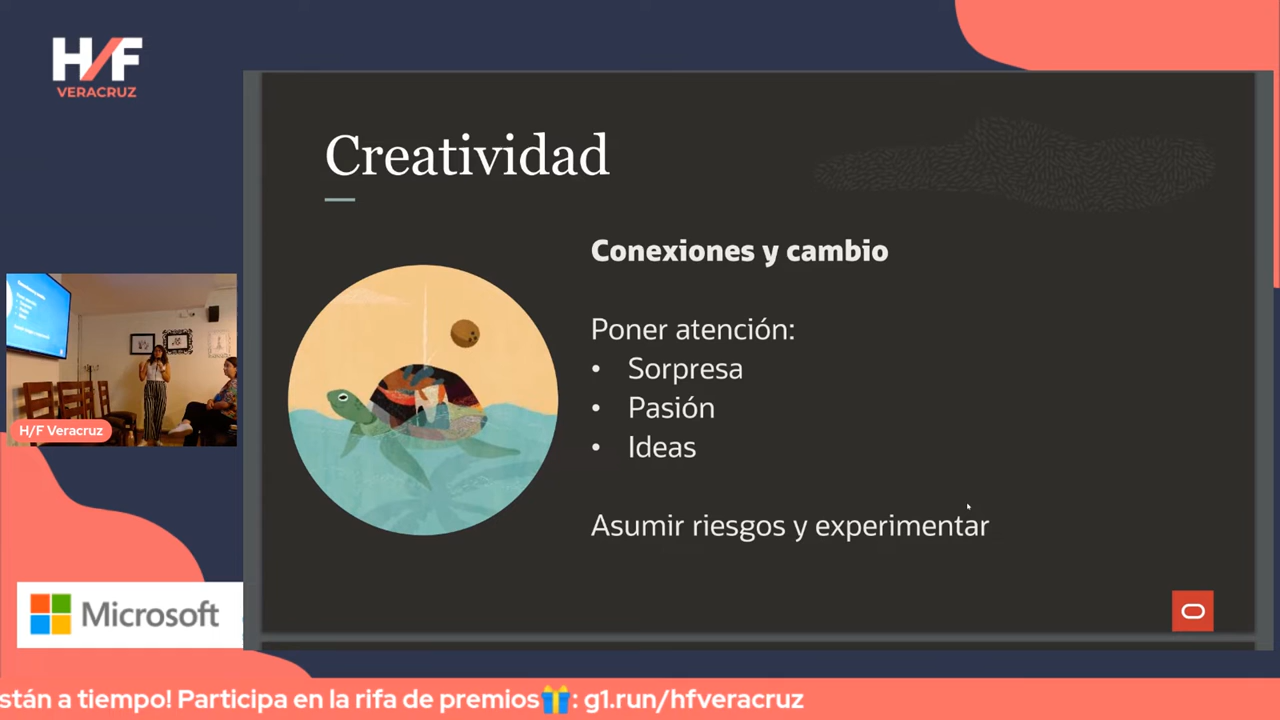 H/F
VERACRUZ
Creatividad
Conexiones y cambio
Poner atención:
• Sorpresa
• Pasión
• Ideas
Asumir riesgos y experimentar
H/F Veracruz
Microsoft
stán a tiempo! Participa en la rifa de premios🎁: g1.run/hfveracruz